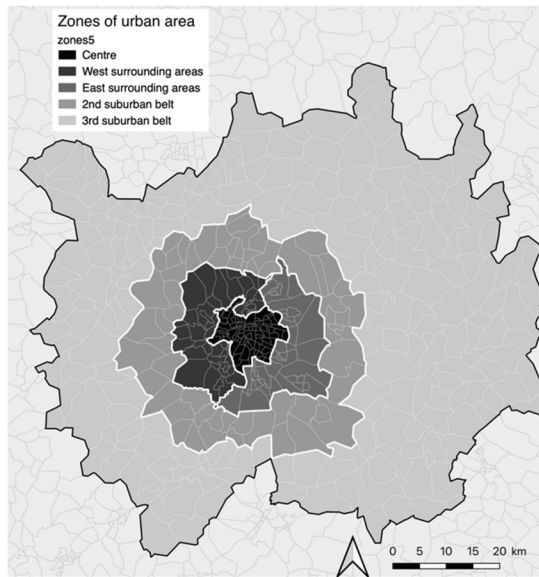 Zones of urban area
zones5
Centre
West surrounding areas
East surrounding areas
2nd suburban belt
3rd suburban belt
0 5 10 15 20 km